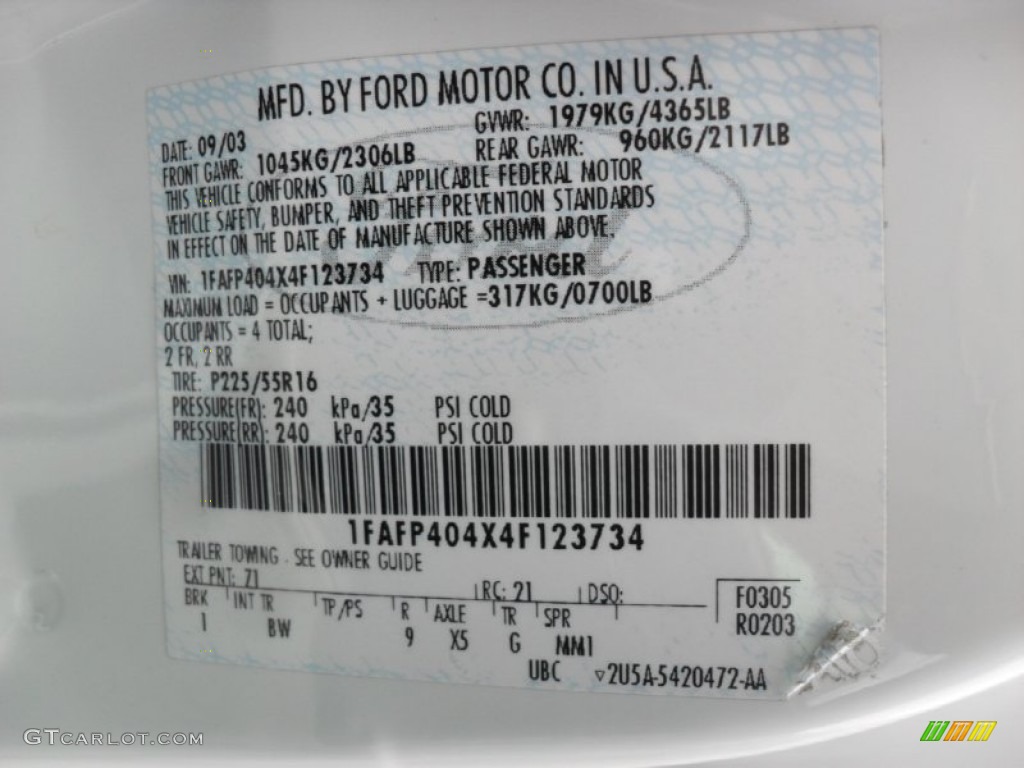 MFD. BY FORD MOTOR CO. IN U.S.A.
DATE: 09/03 GVWR: 1979KG/4365LB
FRONT GAWR: 1045KG/2306LB REAR GAWR: 960KG/2117LB
THIS VEHICLE CONFORMS TO ALL APPLICABLE FEDERAL MOTOR
VEHICLE SAFETY, BUMPER, AND THEFT PREVENTION STANDARDS
IN EFFECT ON THE DATE OF MANUFACTURE SHOWN ABOVE.
VIN: 1FAFP404X4F123734 TYPE: PASSENGER
MAXIMUM LOAD = OCCUPANTS + LUGGAGE =317KG/0700LB
OCCUPANTS = 4 TOTAL;
2 FR, 2 RR
TIRE: P225/55R16
PRESSURE(FR): 240 kPa/35 PSI COLD
PRESSURE(RR): 240 kPa/35 PSI COLD
1FAFP404X4F123734
TRAILER TOWING - SEE OWNER GUIDE
EXT PNT: Z1 RC: 21 DSO: F0305
BRK INT TR TP/PS R AXLE TR SPR R0203
1 BW 9 X5 G MM1
UBC ▽2U5A-5420472-AA
Ford
GTCARLOT.COM